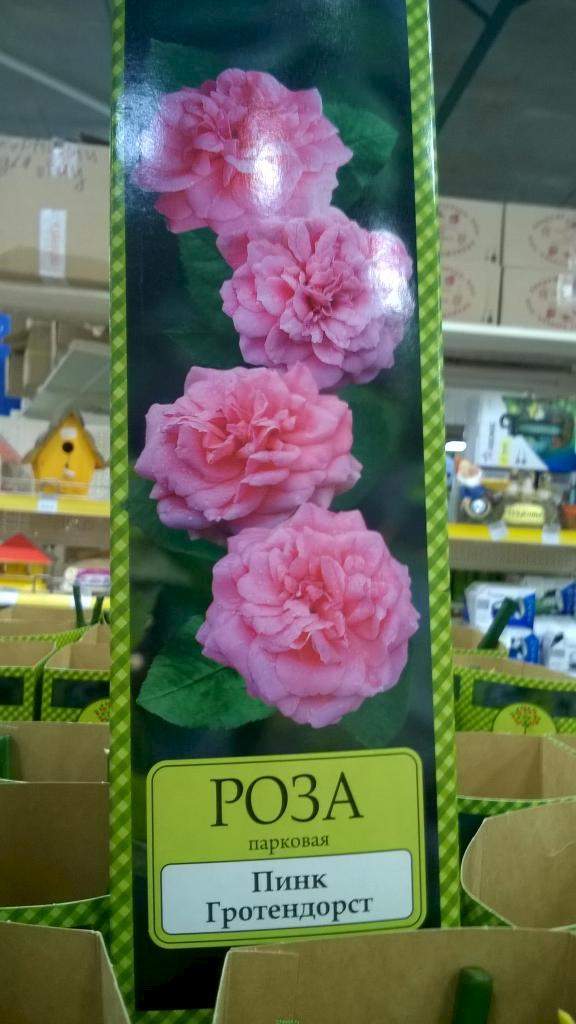 РОЗА
парковая
Пинк
Гротендорст